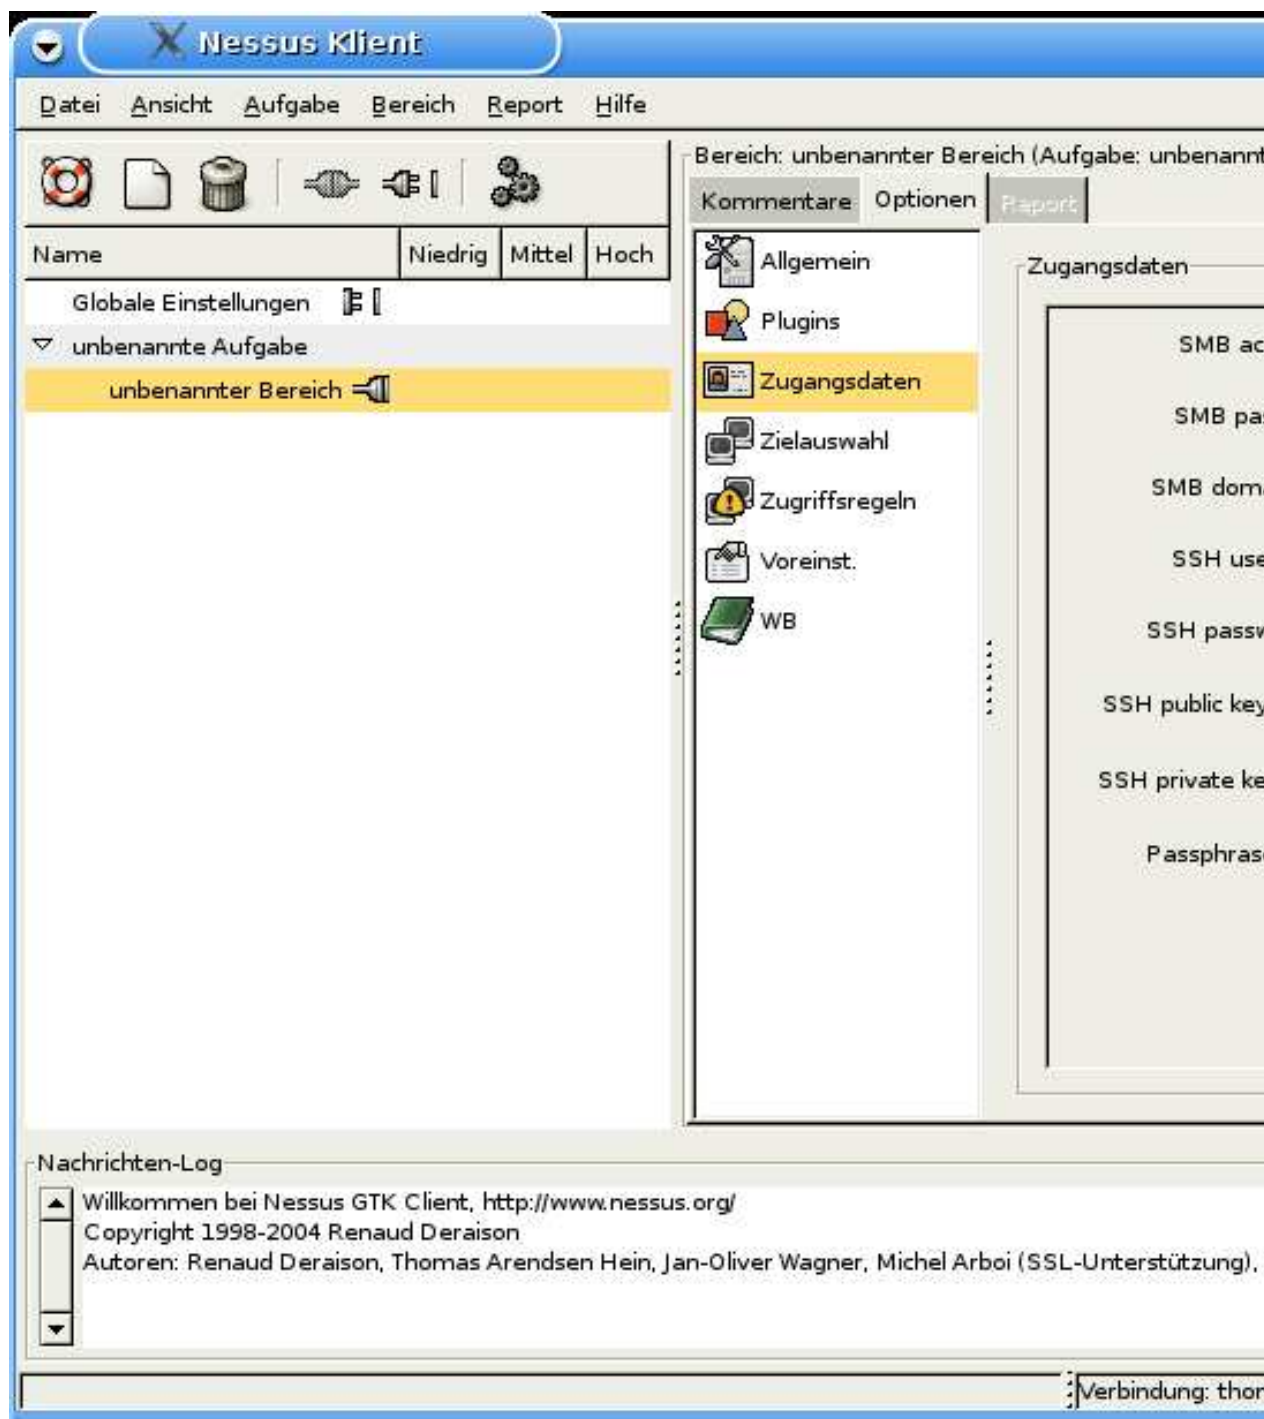 Nessus Klient
Datei Ansicht Aufgabe Bereich Report Hilfe
Name Niedrig Mittel Hoch
Globale Einstellungen
unbenannte Aufgabe
unbenannter Bereich
Bereich: unbenannter Bereich (Aufgabe: unbenannt
Kommentare Optionen Report
Allgemein
Plugins
Zugangsdaten
Zielauswahl
Zugriffsregeln
Voreinst.
WB
Zugangsdaten
SMB ac
SMB pas
SMB doma
SSH use
SSH passw
SSH public key
SSH private ke
Passphrase
Nachrichten-Log
Willkommen bei Nessus GTK Client, http://www.nessus.org/
Copyright 1998-2004 Renaud Deraison
Autoren: Renaud Deraison, Thomas Arendsen Hein, Jan-Oliver Wagner, Michel Arboi (SSL-Unterstützung),
Verbindung: thor